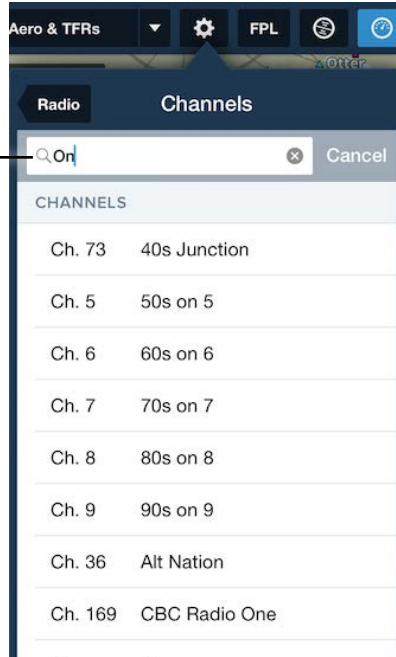 Aero & TFRs FPL
Otter
Radio Channels
On Cancel
CHANNELS
Ch. 73 40s Junction
Ch. 5 50s on 5
Ch. 6 60s on 6
Ch. 7 70s on 7
Ch. 8 80s on 8
Ch. 9 90s on 9
Ch. 36 Alt Nation
Ch. 169 CBC Radio One